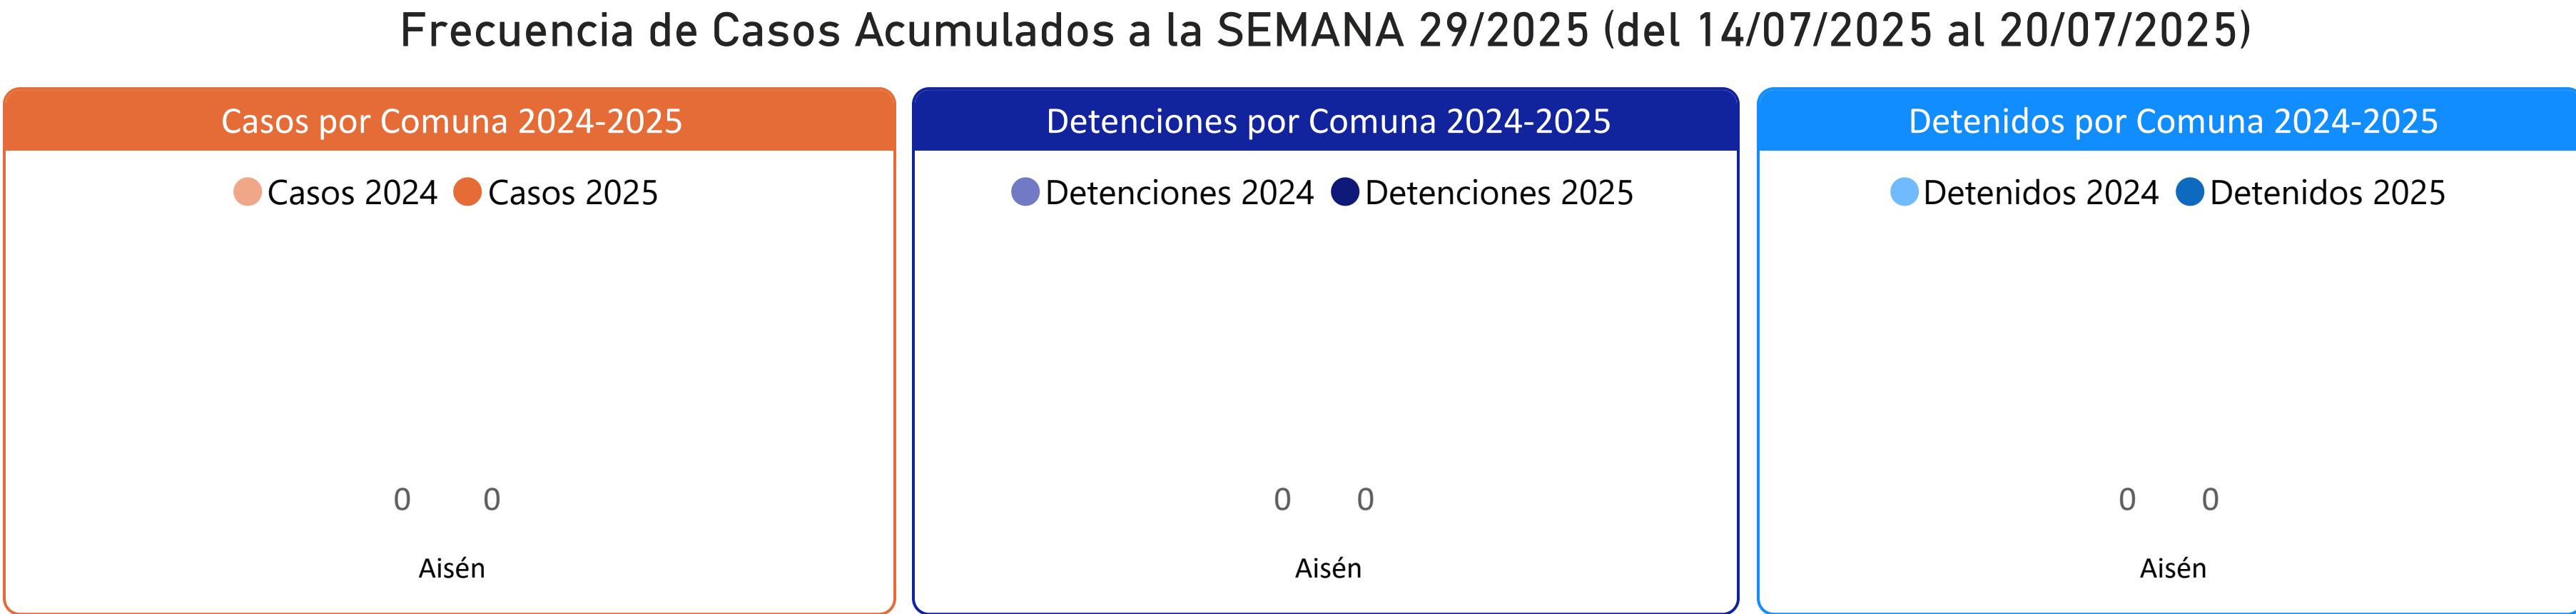 Frecuencia de Casos Acumulados a la SEMANA 29/2025 (del 14/07/2025 al 20/07/2025)
Casos por Comuna 2024-2025
Casos 2024 Casos 2025
0 0
Aisén
Detenciones por Comuna 2024-2025
Detenciones 2024 Detenciones 2025
0 0
Aisén
Detenidos por Comuna 2024-2025
Detenidos 2024 Detenidos 2025
0 0
Aisén